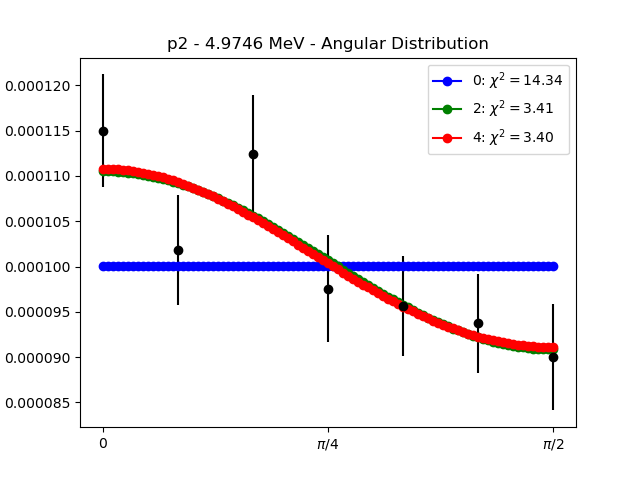 p2 - 4.9746 MeV - Angular Distribution
0: χ² = 14.34
2: χ² = 3.41
4: χ² = 3.40
0.000120
0.000115
0.000110
0.000105
0.000100
0.000095
0.000090
0.000085
0 π/4 π/2